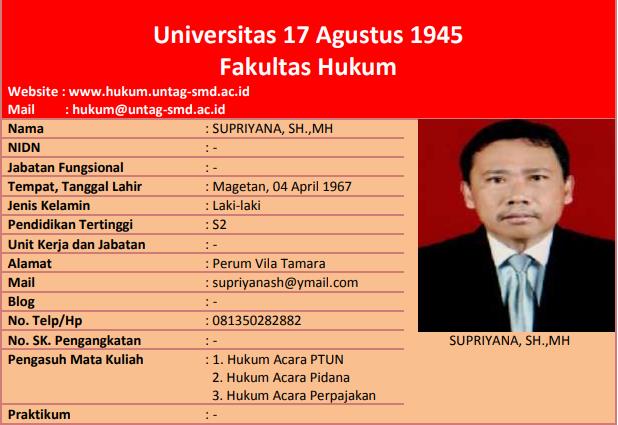 Universitas 17 Agustus 1945
Fakultas Hukum
Website : www.hukum.untag-smd.ac.id
Mail : hukum@untag-smd.ac.id
Nama : SUPRIYANA, SH.,MH
NIDN : -
Jabatan Fungsional : -
Tempat, Tanggal Lahir : Magetan, 04 April 1967
Jenis Kelamin : Laki-laki
Pendidikan Tertinggi : S2
Unit Kerja dan Jabatan : -
Alamat : Perum Vila Tamara
Mail : supriyanash@ymail.com
Blog : -
No. Telp/Hp : 081350282882
No. SK. Pengangkatan : -
SUPRIYANA, SH.,MH
Pengasuh Mata Kuliah : 1. Hukum Acara PTUN
2. Hukum Acara Pidana
3. Hukum Acara Perpajakan
Praktikum : -